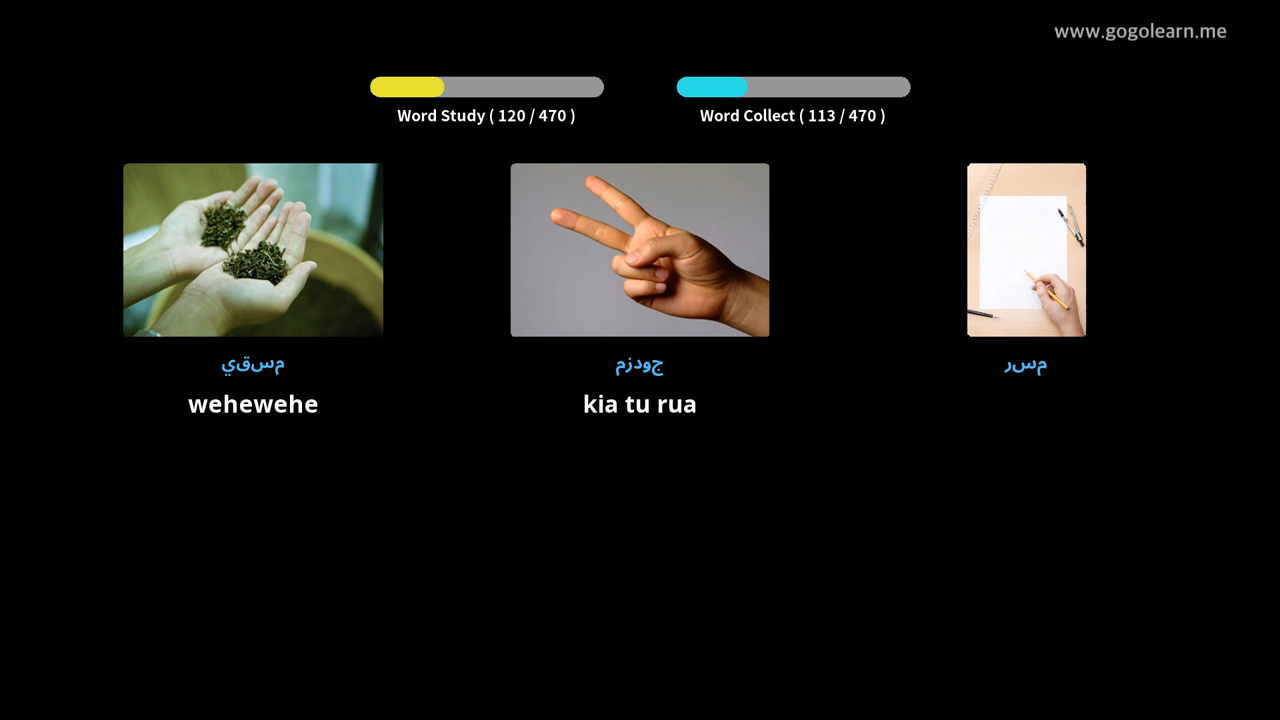 www.gogolearn.me
Word Study ( 120 / 470 )
Word Collect ( 113 / 470 )
مسقي
جودزم
مسر
wehewehe
kia tu rua